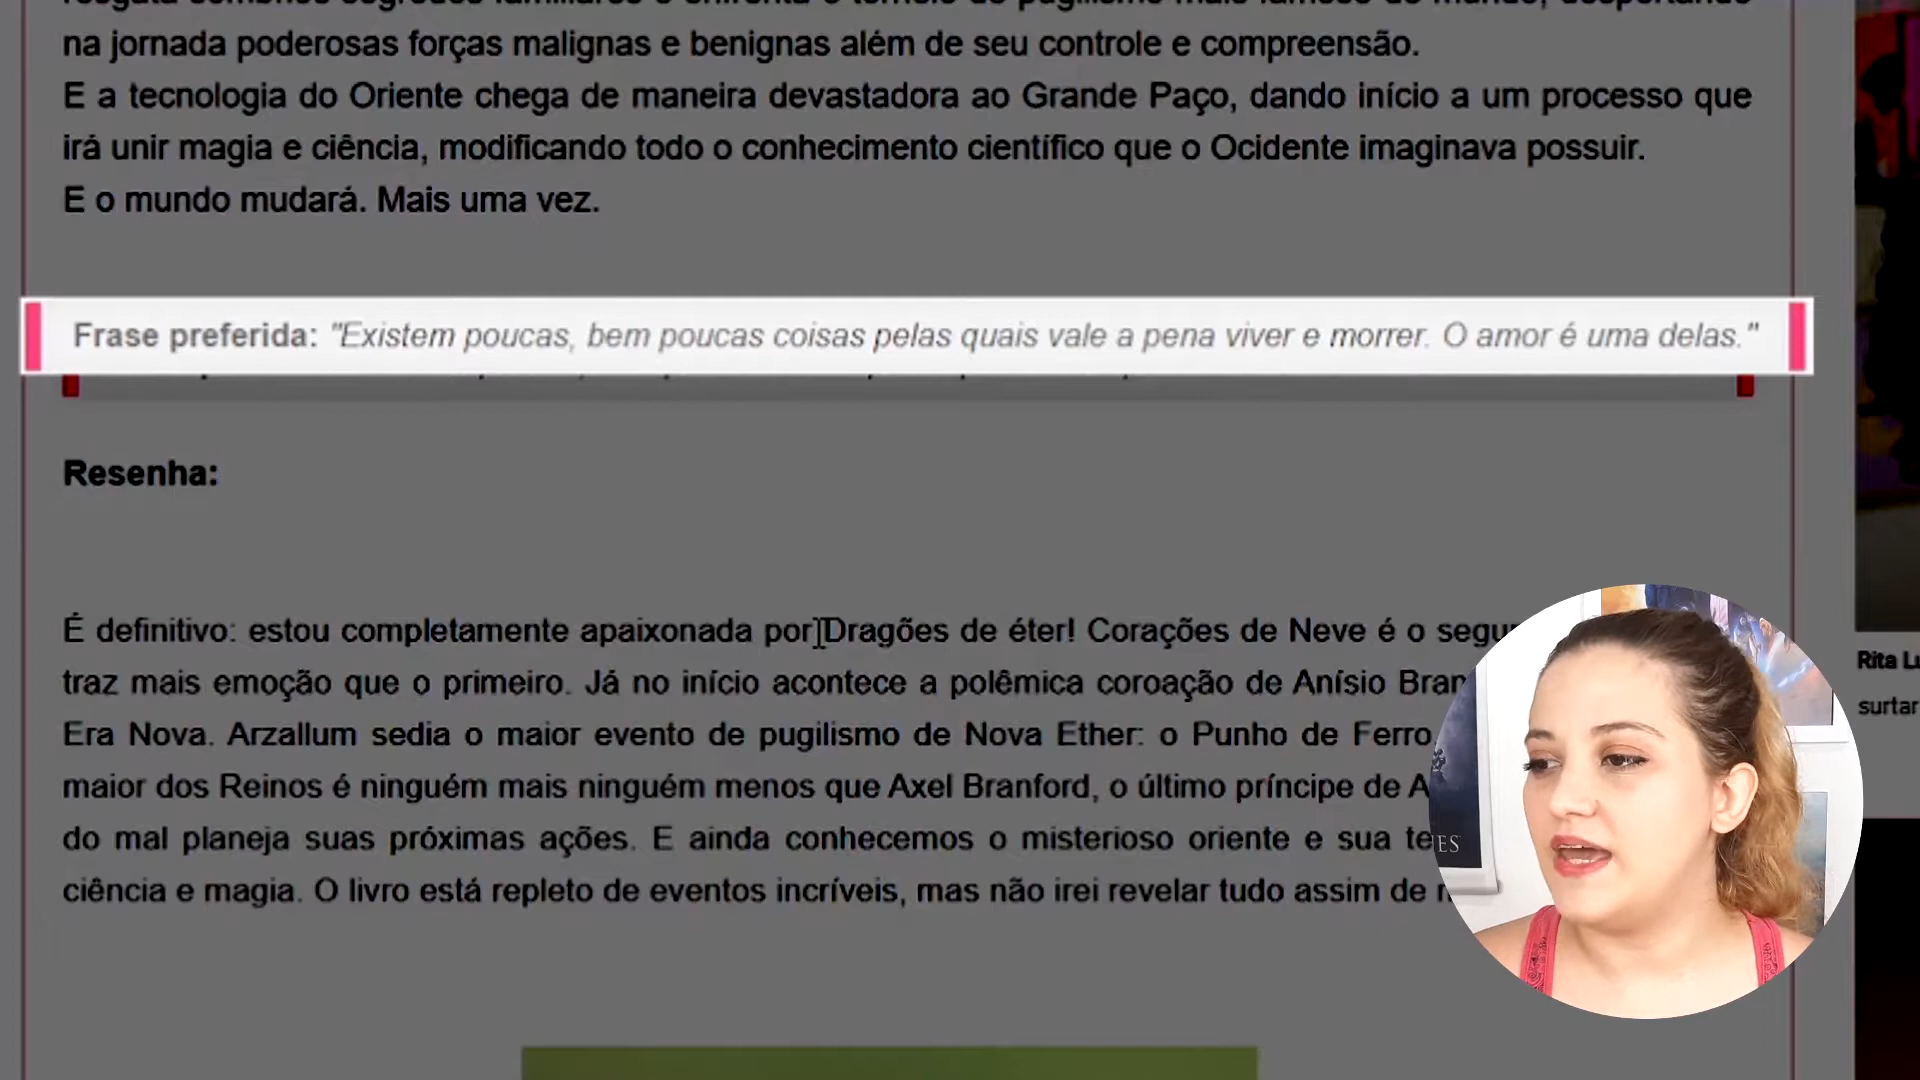 na jornada poderosas forças malignas e benignas além de seu controle e compreensão.
E a tecnologia do Oriente chega de maneira devastadora ao Grande Paço, dando início a um processo que
irá unir magia e ciência, modificando todo o conhecimento científico que o Ocidente imaginava possuir.
E o mundo mudará. Mais uma vez.
Frase preferida: "Existem poucas, bem poucas coisas pelas quais vale a pena viver e morrer. O amor é uma delas."
Resenha:
É definitivo: estou completamente apaixonada por Dragões de éter! Corações de Neve é o segu
traz mais emoção que o primeiro. Já no início acontece a polêmica coroação de Anísio Bran
Era Nova. Arzallum sedia o maior evento de pugilismo de Nova Ether: o Punho de Ferro
maior dos Reinos é ninguém mais ninguém menos que Axel Branford, o último príncipe de A
do mal planeja suas próximas ações. E ainda conhecemos o misterioso oriente e sua te
ciência e magia. O livro está repleto de eventos incríveis, mas não irei revelar tudo assim de
Rita Lu
surtar
IES